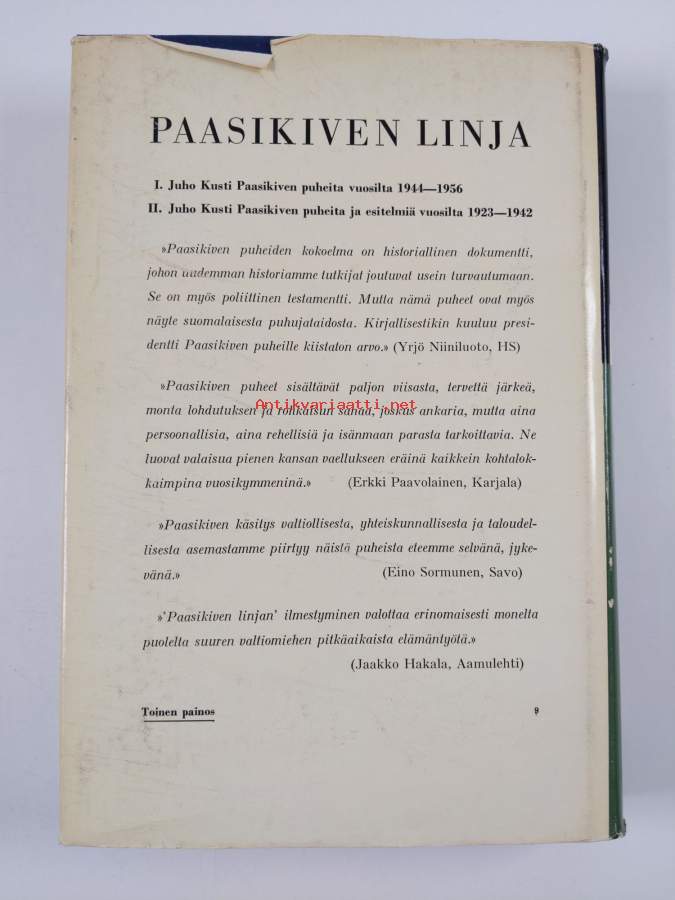 PAASIKIVEN LINJA
I. Juho Kusti Paasikiven puheita vuosilta 1944—1956
II. Juho Kusti Paasikiven puheita ja esitelmiä vuosilta 1923—1942
»Paasikiven puheiden kokoelma on historiallinen dokumentti,
johon uudemman historiamme tutkijat joutuvat usein turvautumaan.
Se on myös poliittinen testamentti. Mutta nämä puheet ovat myös
näyte suomalaisesta puhujataidosta. Kirjallisestikin kuuluu presi-
dentti Paasikiven puheille kiistaton arvo.» (Yrjö Niiniluoto, HS)
»Paasikiven puheet sisältävät paljon viisasta, tervettä järkeä,
monta lohdutuksen ja rohkaisun sanaa, joskus ankaria, mutta aina
Antikvariaatti.net
persoonallisia, aina rehellisiä ja isänmaan parasta tarkoittavia. Ne
luovat valaisua pienen kansan vaellukseen eräinä kaikkein kohtalok-
kaimpina vuosikymmeninä.» (Erkki Paavolainen, Karjala)
»Paasikiven käsitys valtiollisesta, yhteiskunnallisesta ja taloudel-
lisesta asemastamme piirtyy näistä puheista eteemme selvänä, jyke-
vänä.» (Eino Sormunen, Savo)
»'Paasikiven linjan' ilmestyminen valottaa erinomaisesti monelta
puolelta suuren valtiomiehen pitkäaikaista elämäntyötä.»
(Jaakko Hakala, Aamulehti)
Toinen painos 9